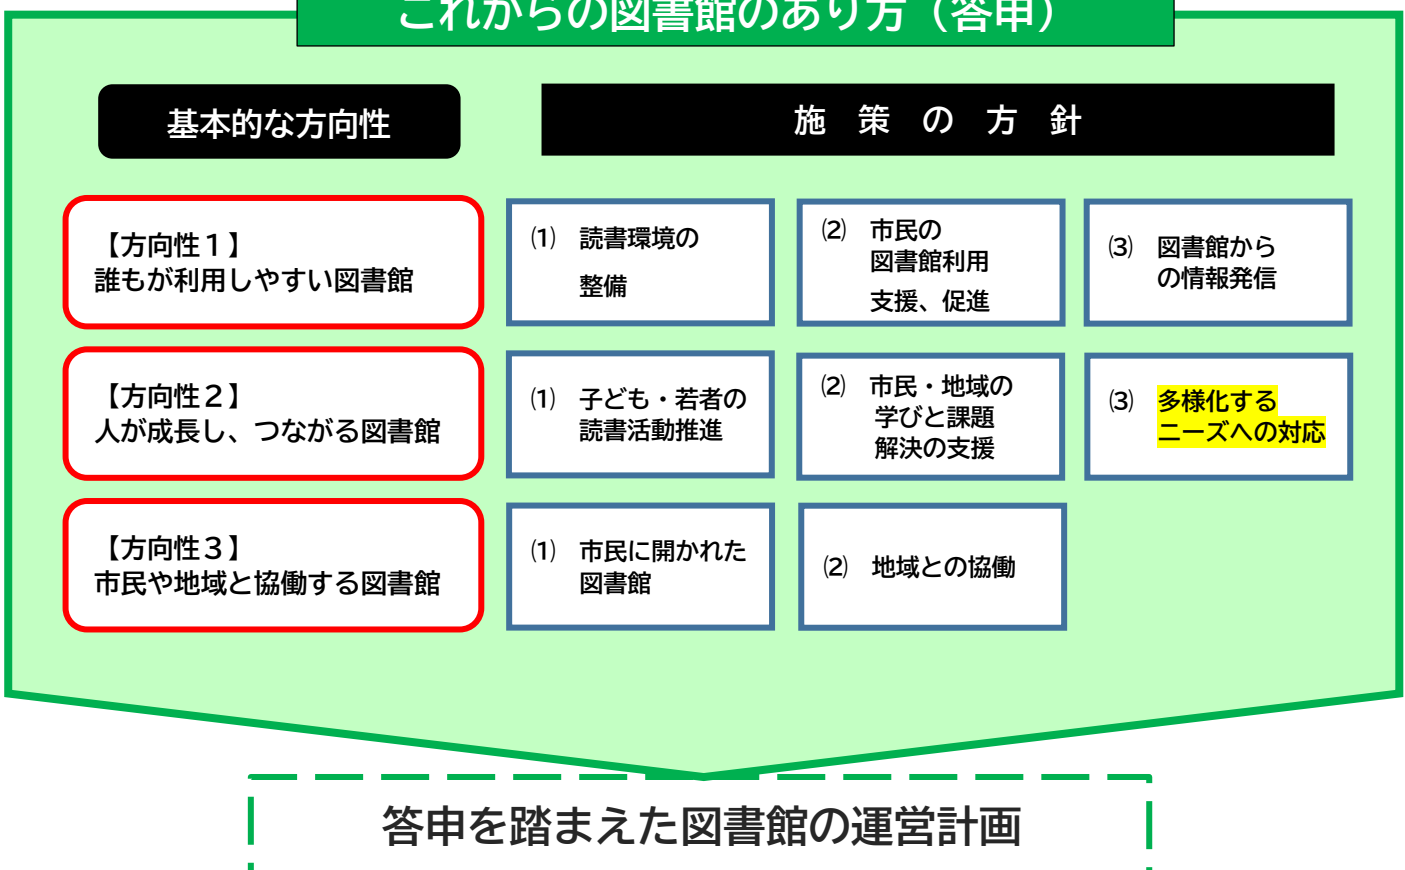 これからの図書館のあり方（答申）
基本的な方向性
施策の方針
【方向性１】
誰もが利用しやすい図書館
⑴ 読書環境の
整備
⑵ 市民の
図書館利用
支援、促進
⑶ 図書館から
の情報発信
【方向性２】
人が成長し、つながる図書館
⑴ 子ども・若者の
読書活動推進
⑵ 市民・地域の
学びと課題
解決の支援
⑶ 多様化する
ニーズへの対応
【方向性３】
市民や地域と協働する図書館
⑴ 市民に開かれた
図書館
⑵ 地域との協働
答申を踏まえた図書館の運営計画